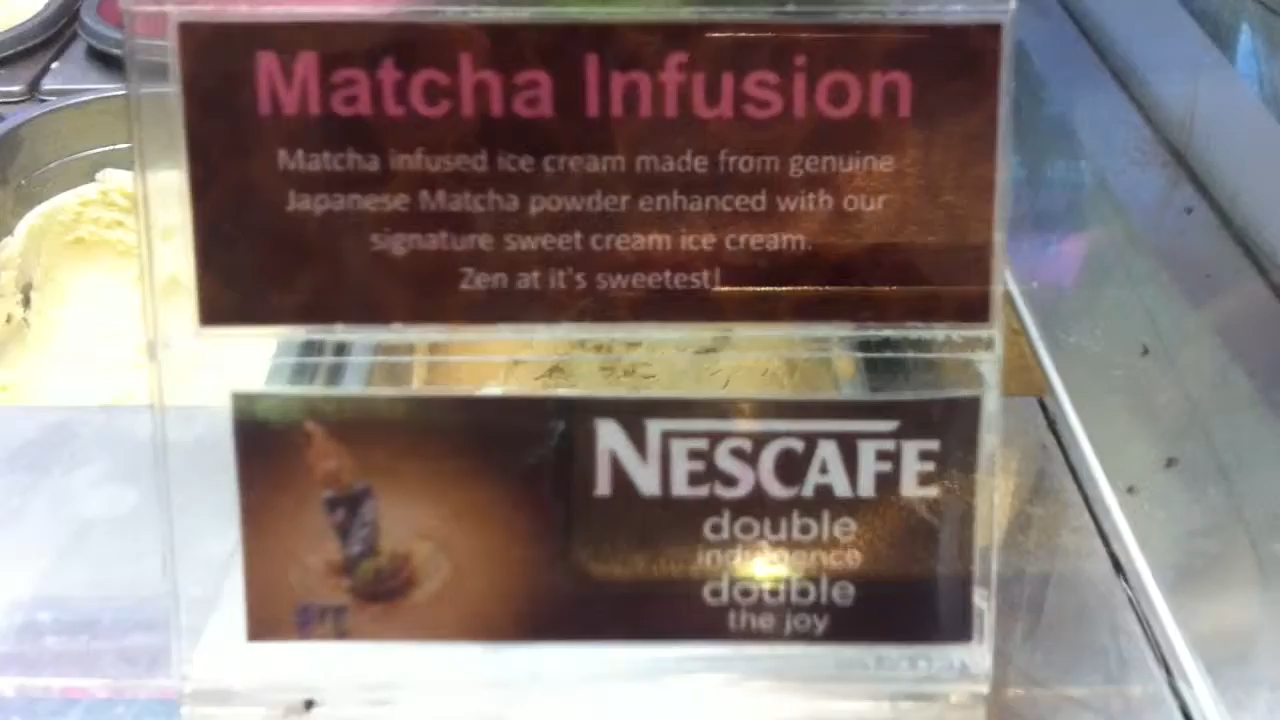 Matcha Infusion
Matcha infused ice cream made from genuine
Japanese Matcha powder enhanced with our
signature sweet cream ice cream.
Zen at it's sweetest!
NESCAFE
double
indulgence
double
the joy